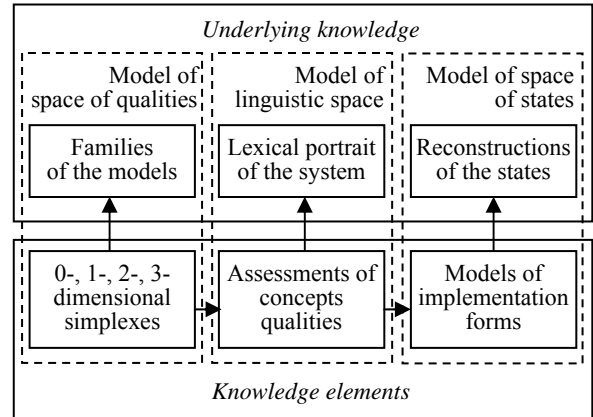 Underlying knowledge
Model of
space of qualities
Model of
linguistic space
Model of space
of states
Families
of the models
Lexical portrait
of the system
Reconstructions
of the states
0-, 1-, 2-, 3-
dimensional
simplexes
Assessments of
concepts
qualities
Models of
implementation
forms
Knowledge elements